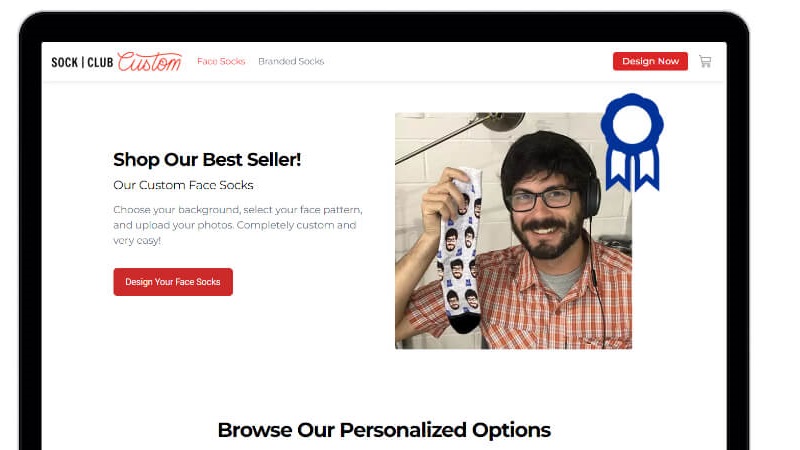 SOCK | CLUB Custom
Face Socks
Branded Socks
Design Now
Shop Our Best Seller!
Our Custom Face Socks
Choose your background, select your face pattern,
and upload your photos. Completely custom and
very easy!
Design Your Face Socks
Browse Our Personalized Options